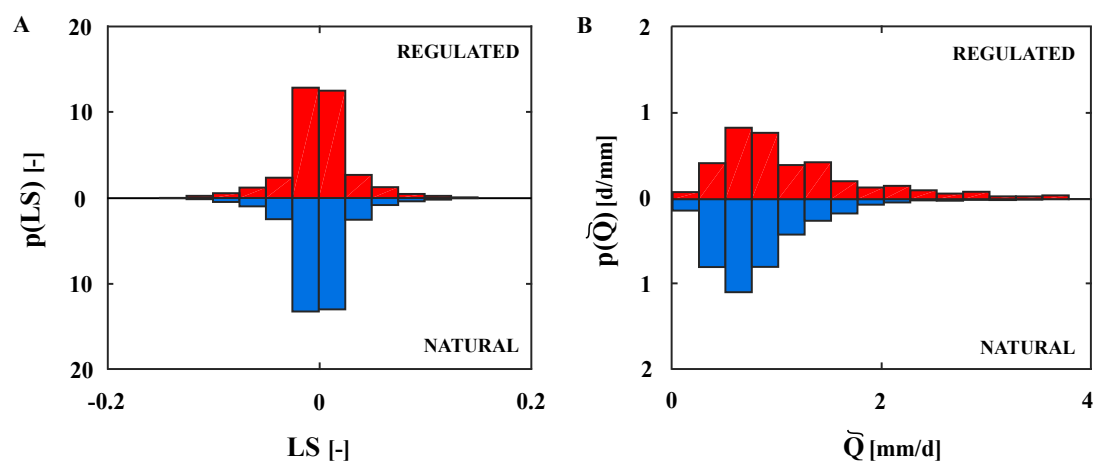 A
20
REGULATED
10
0
10
NATURAL
20
p(LS) [-]
-0.2
0
0.2
LS [-]
B
2
REGULATED
1
0
1
NATURAL
2
p(Q̃) [d/mm]
0
2
4
Q̃ [mm/d]